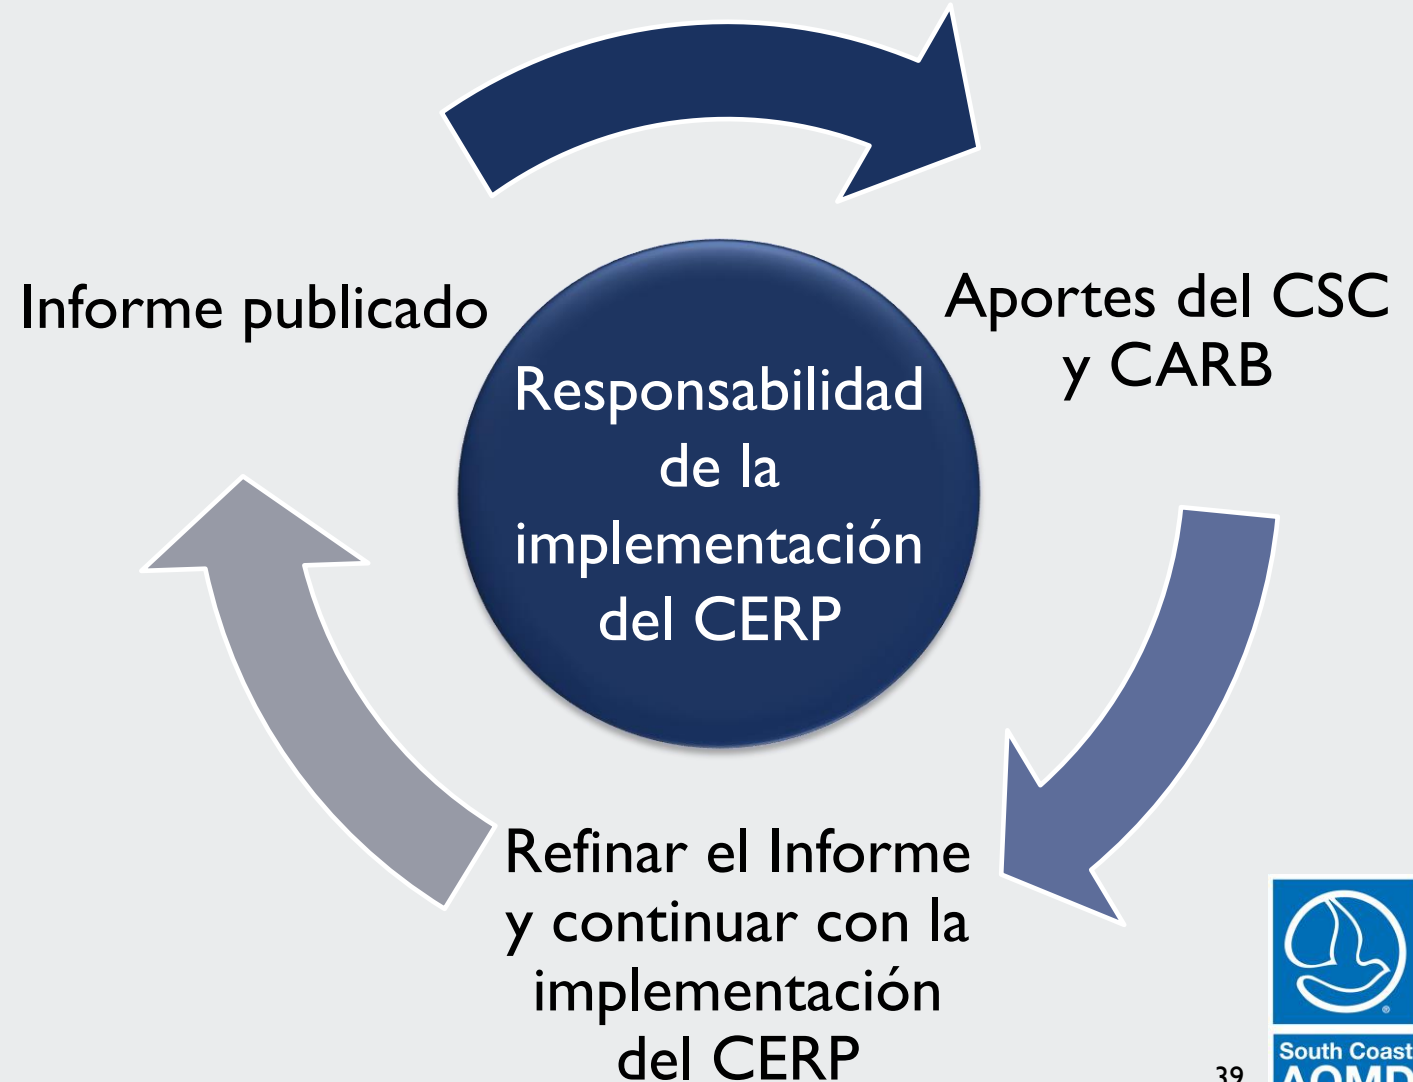 Informe publicado
Aportes del CSC
y CARB
Responsabilidad
de la
implementación
del CERP
Refinar el Informe
y continuar con la
implementación
del CERP
39
South Coast
AQMD